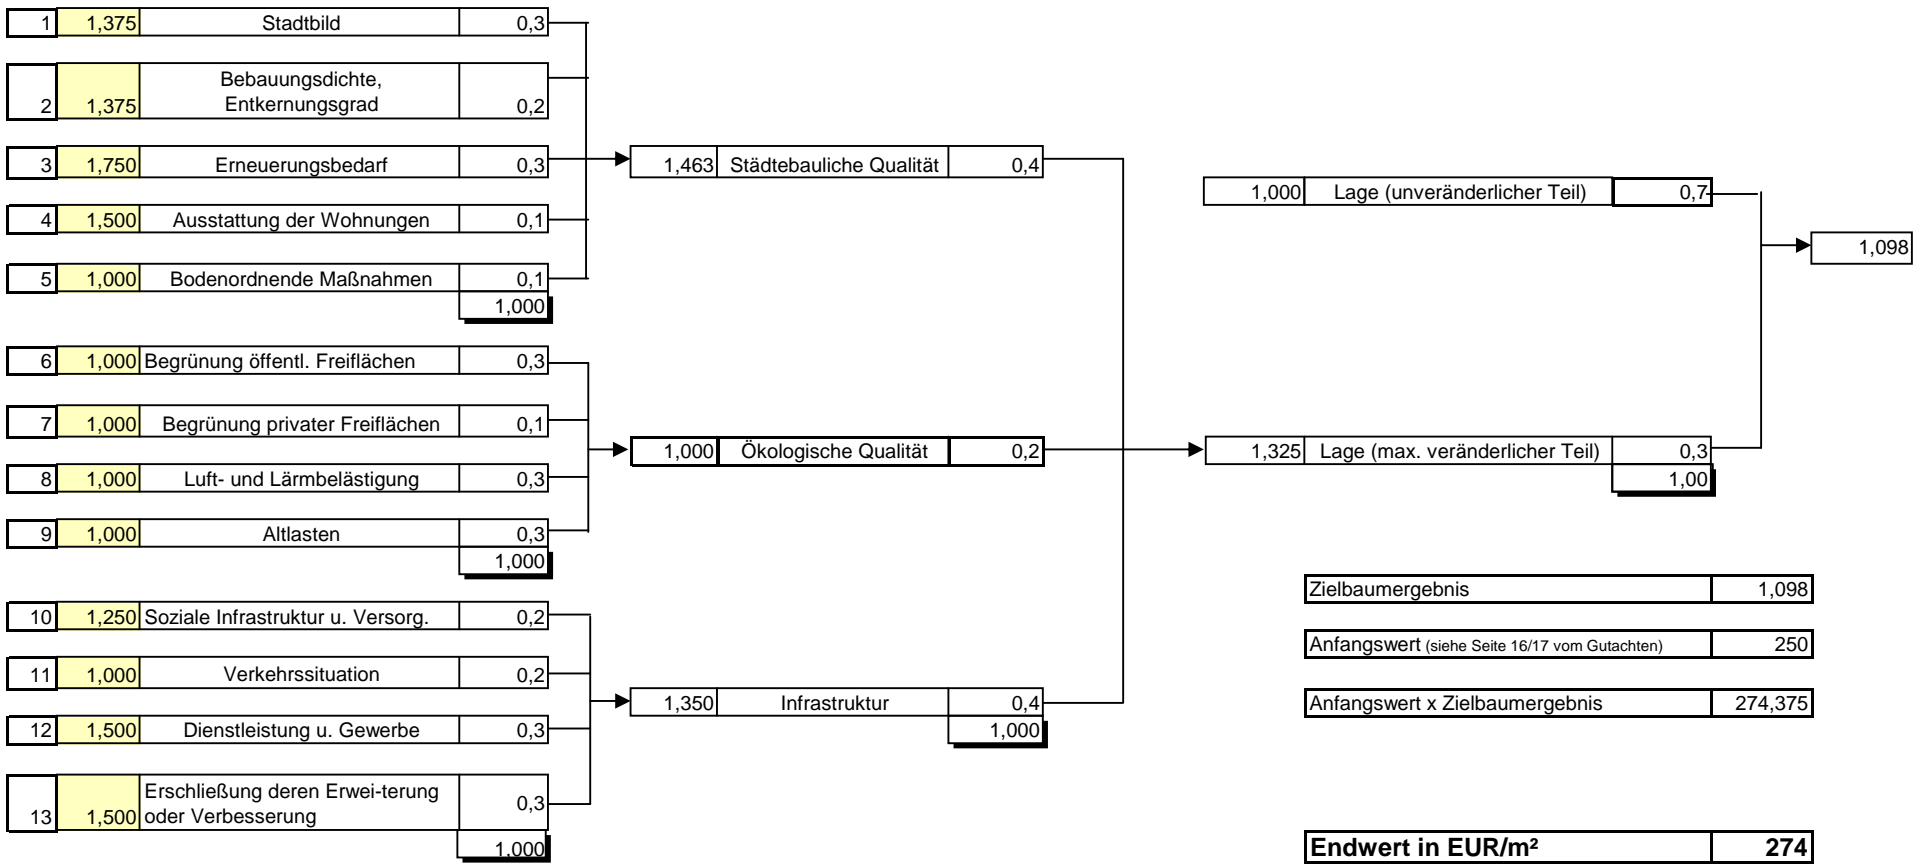 1 1,375 Stadtbild 0,3
Bebauungsdichte,
2 1,375 Entkernungsgrad 0,2
3 1,750 Erneuerungsbedarf 0,3
4 1,500 Ausstattung der Wohnungen 0,1
5 1,000 Bodenordnende Maßnahmen 0,1
1,000
6 1,000 Begrünung öffentl. Freiflächen 0,3
7 1,000 Begrünung privater Freiflächen 0,1
8 1,000 Luft- und Lärmbelästigung 0,3
9 1,000 Altlasten 0,3
1,000
10 1,250 Soziale Infrastruktur u. Versorg. 0,2
11 1,000 Verkehrssituation 0,2
12 1,500 Dienstleistung u. Gewerbe 0,3
Erschließung deren Erwei-terung
13 1,500 oder Verbesserung 0,3
1,000
1,463 Städtebauliche Qualität 0,4
1,000 Ökologische Qualität 0,2
1,350 Infrastruktur 0,4
1,000
1,000 Lage (unveränderlicher Teil) 0,7
1,325 Lage (max. veränderlicher Teil) 0,3
1,00
1,098
Zielbaumergebnis 1,098
Anfangswert (siehe Seite 16/17 vom Gutachten) 250
Anfangswert x Zielbaumergebnis 274,375
Endwert in EUR/m² 274